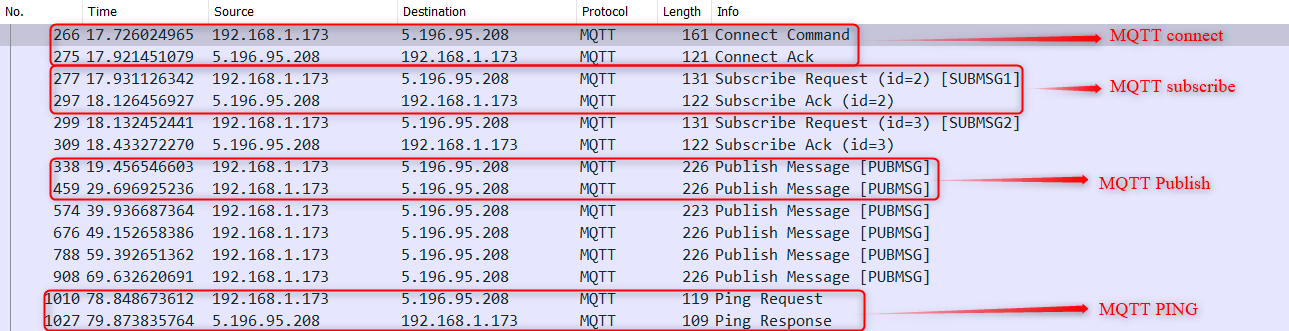 No. Time Source Destination Protocol Length Info
266 17.726024965 192.168.1.173 5.196.95.208 MQTT 161 Connect Command MQTT connect
275 17.921451079 5.196.95.208 192.168.1.173 MQTT 121 Connect Ack
277 17.931126342 192.168.1.173 5.196.95.208 MQTT 131 Subscribe Request (id=2) [SUBMSG1] MQTT subscribe
297 18.126456927 5.196.95.208 192.168.1.173 MQTT 122 Subscribe Ack (id=2)
299 18.132452441 192.168.1.173 5.196.95.208 MQTT 131 Subscribe Request (id=3) [SUBMSG2]
309 18.433272270 5.196.95.208 192.168.1.173 MQTT 122 Subscribe Ack (id=3)
338 19.456546603 192.168.1.173 5.196.95.208 MQTT 226 Publish Message [PUBMSG]
459 29.696925236 192.168.1.173 5.196.95.208 MQTT 226 Publish Message [PUBMSG] MQTT Publish
574 39.936687364 192.168.1.173 5.196.95.208 MQTT 223 Publish Message [PUBMSG]
676 49.152658386 192.168.1.173 5.196.95.208 MQTT 226 Publish Message [PUBMSG]
788 59.392651362 192.168.1.173 5.196.95.208 MQTT 226 Publish Message [PUBMSG]
908 69.632620691 192.168.1.173 5.196.95.208 MQTT 226 Publish Message [PUBMSG]
1010 78.848673612 192.168.1.173 5.196.95.208 MQTT 119 Ping Request MQTT PING
1027 79.873835764 5.196.95.208 192.168.1.173 MQTT 109 Ping Response